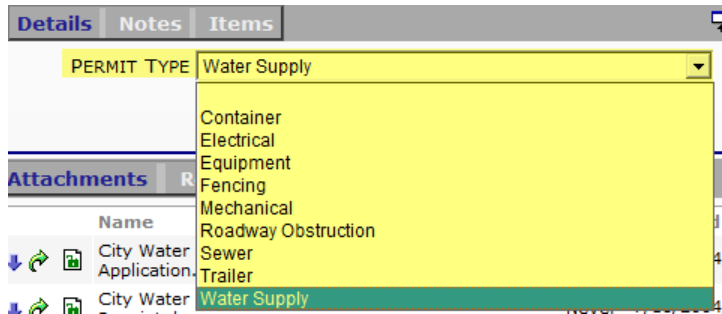 Details Notes Items
PERMIT TYPE Water Supply
Container
Electrical
Equipment
Fencing
Mechanical
Roadway Obstruction
Sewer
Trailer
Water Supply
Attachments
Name
City Water
Application.
City Water